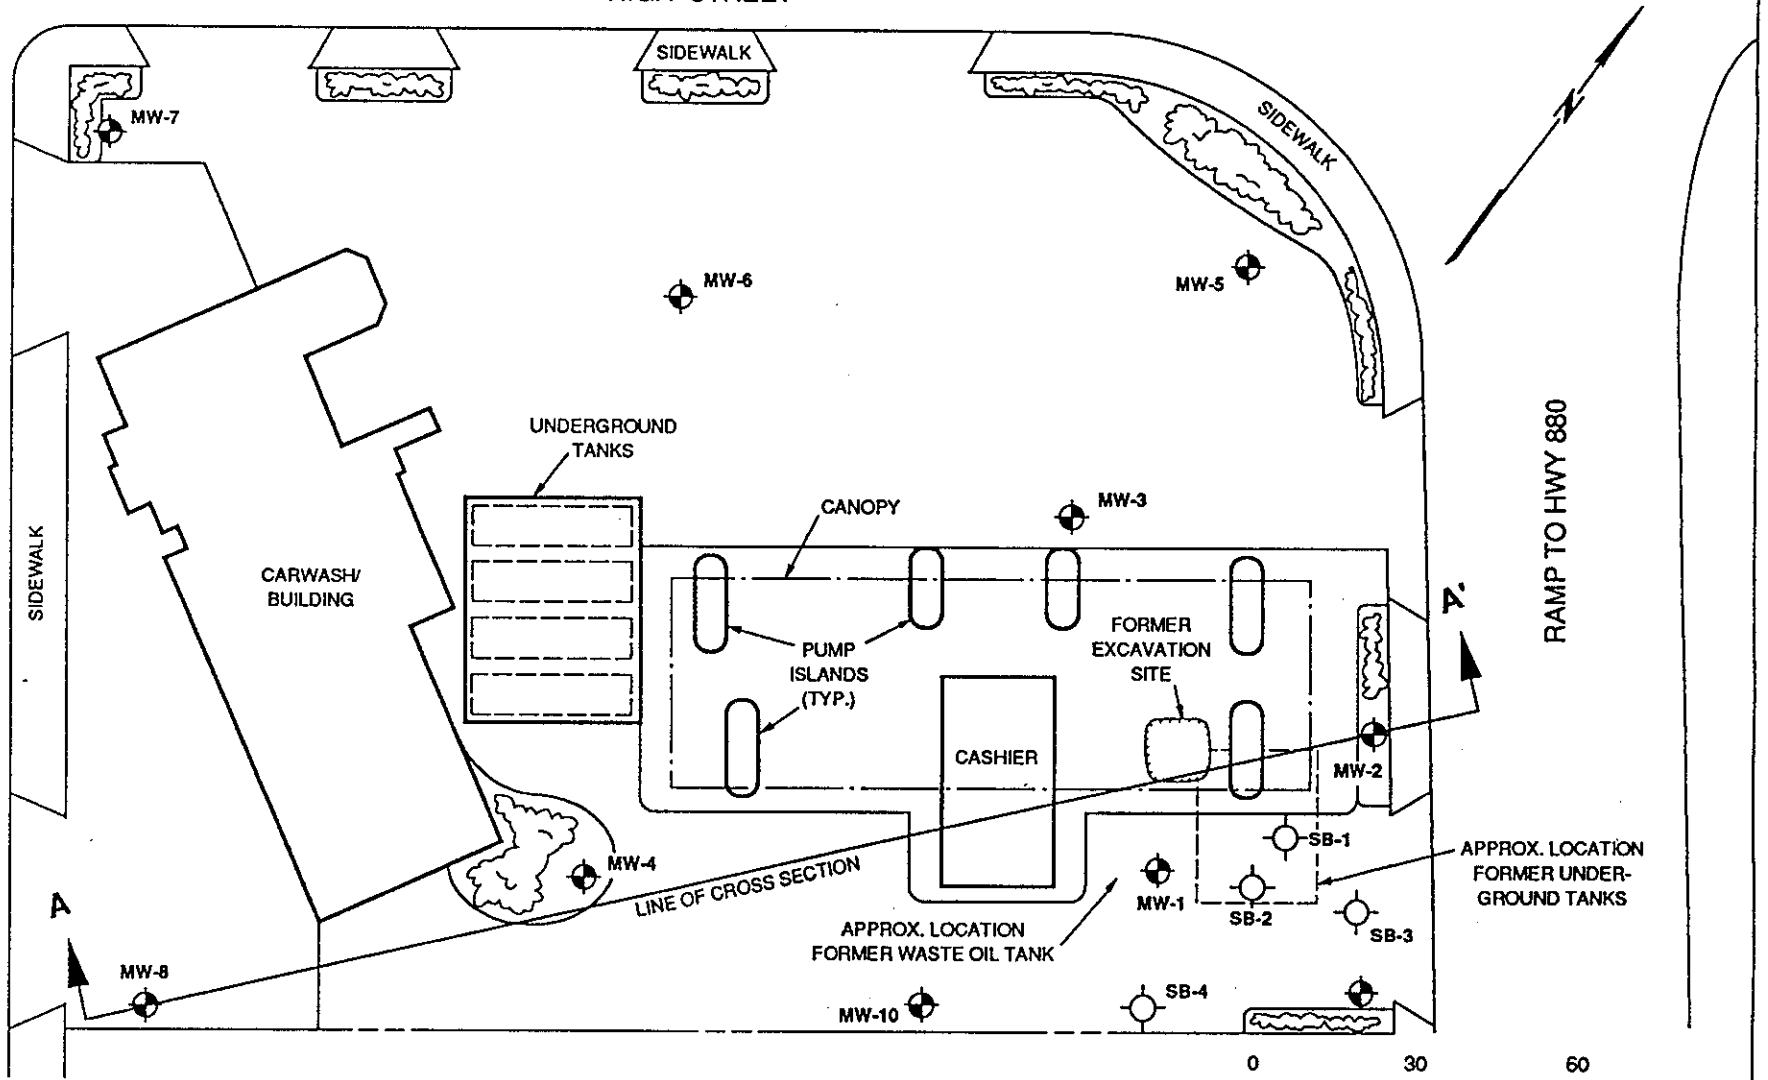 SIDEWALK
MW-7
SIDEWALK
N
MW-6
MW-5
UNDERGROUND
TANKS
CANOPY
MW-3
RAMP TO HWY 880
SIDEWALK
CARWASH/
BUILDING
PUMP
ISLANDS
(TYP.)
FORMER
EXCAVATION
SITE
A'
CASHIER
MW-2
SB-1
MW-4
LINE OF CROSS SECTION
APPROX. LOCATION
FORMER UNDER-
GROUND TANKS
MW-1
SB-2
A
APPROX. LOCATION
FORMER WASTE OIL TANK
SB-3
MW-8
SB-4
MW-10
0 30 60